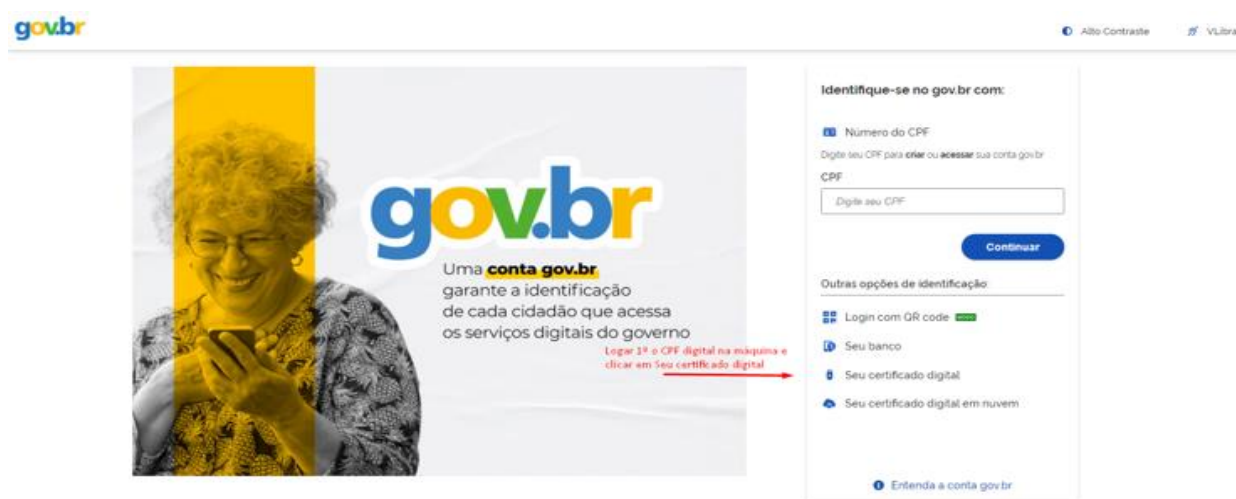 gov.br
Alto Contraste
VLibra
Identifique-se no gov.br com:
Número do CPF
Digite seu CPF para criar ou acessar sua conta gov.br
CPF
Digite seu CPF
Continuar
Outras opções de identificação:
Login com QR code
Seu banco
Seu certificado digital
Seu certificado digital em nuvem
Entenda a conta gov.br
gov.br
Uma conta gov.br
garante a identificação
de cada cidadão que acessa
os serviços digitais do governo
Logar 1º o CPF digital na máquina e
clicar em Seu certificado digital